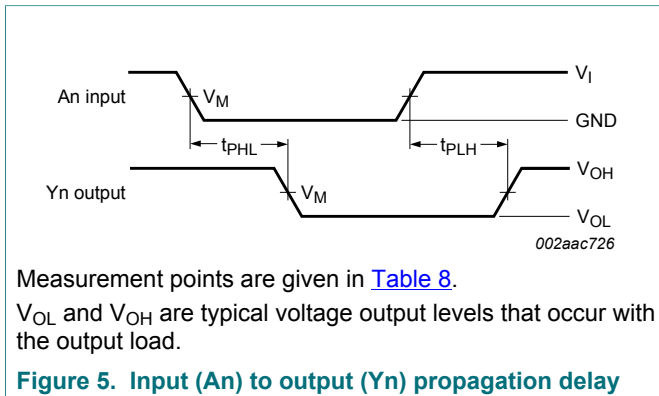 An input
V_M
V_I
GND
t_PHL
t_PLH
Yn output
V_M
V_OH
V_OL
002aac726
Measurement points are given in Table 8.
V_OL and V_OH are typical voltage output levels that occur with
the output load.
Figure 5. Input (An) to output (Yn) propagation delay